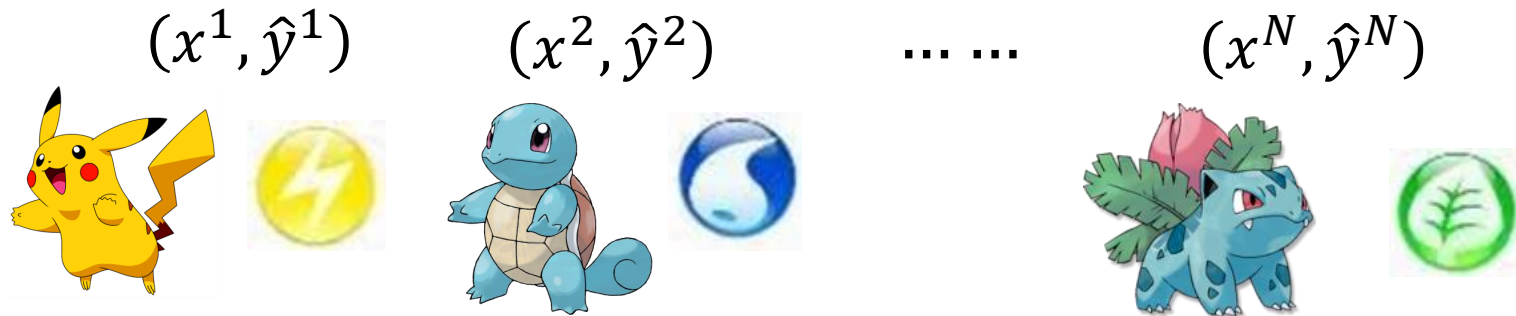 (x¹, ŷ¹) (x², ŷ²) ... ... (xᴺ, ŷᴺ)